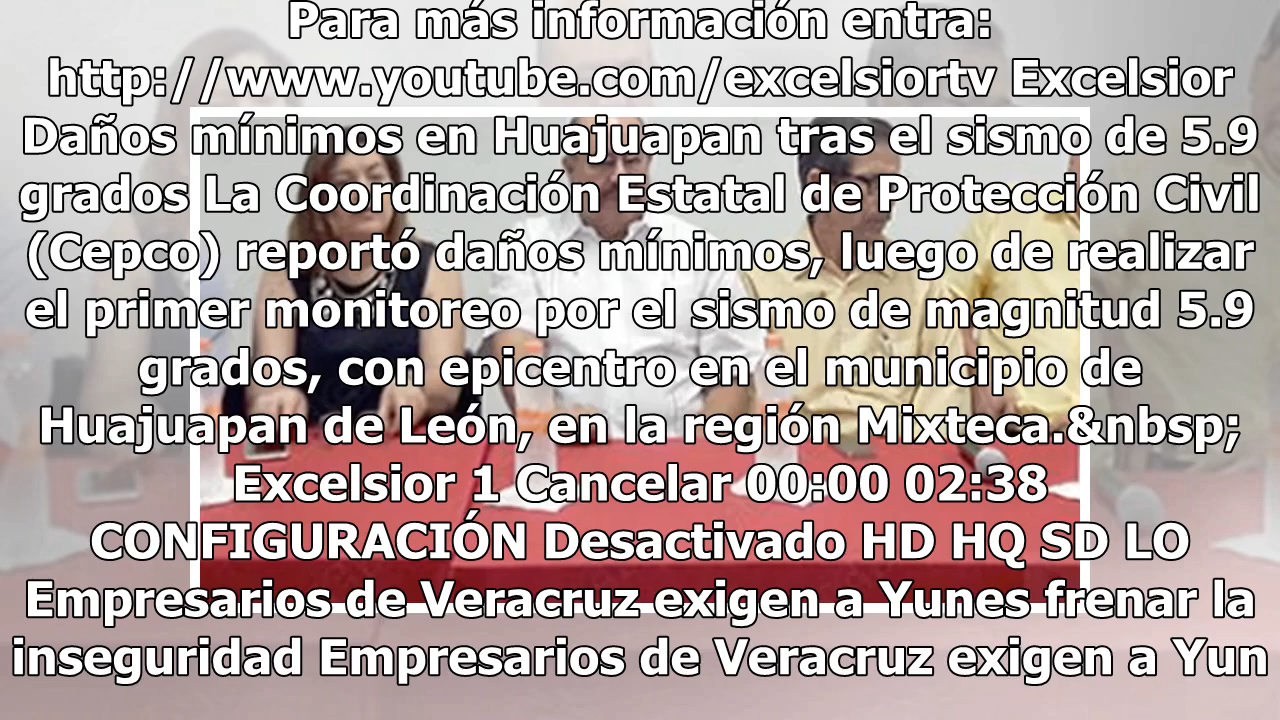 Para más información entra:
http://www.youtube.com/excelsiortv Excelsior
Daños mínimos en Huajuapan tras el sismo de 5.9
grados La Coordinación Estatal de Protección Civil
(Cepco) reportó daños mínimos, luego de realizar
el primer monitoreo por el sismo de magnitud 5.9
grados, con epicentro en el municipio de
Huajuapan de León, en la región Mixteca.&nbsp;
Excelsior 1 Cancelar 00:00 02:38
CONFIGURACIÓN Desactivado HD HQ SD LO
Empresarios de Veracruz exigen a Yunes frenar la
inseguridad Empresarios de Veracruz exigen a Yun